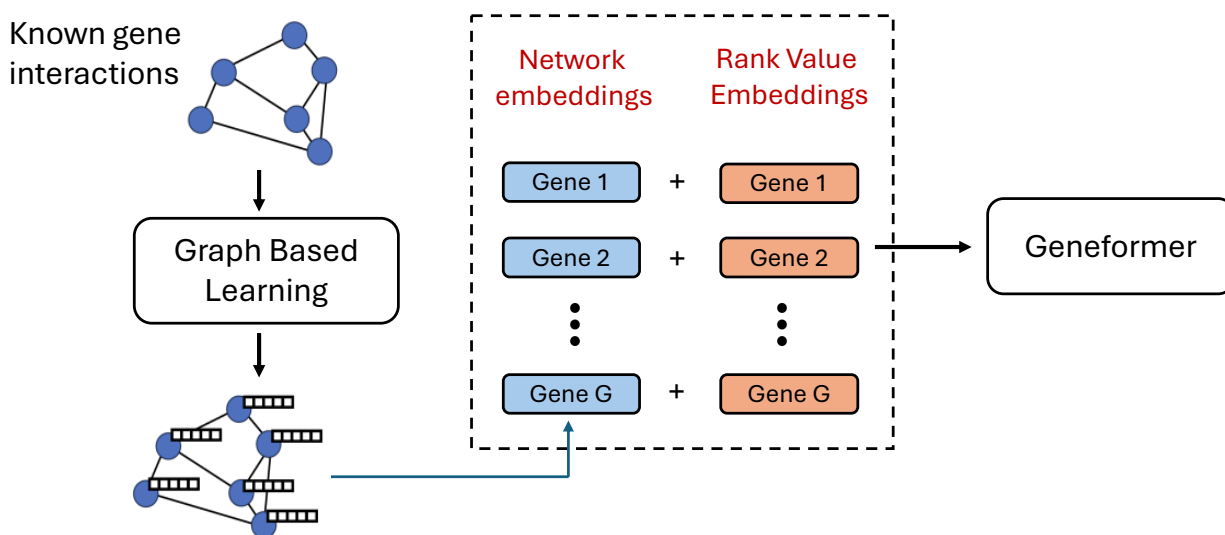 Known gene
interactions
Graph Based
Learning
Network
embeddings
Rank Value
Embeddings
Gene 1 + Gene 1
Gene 2 + Gene 2
Gene G + Gene G
Geneformer